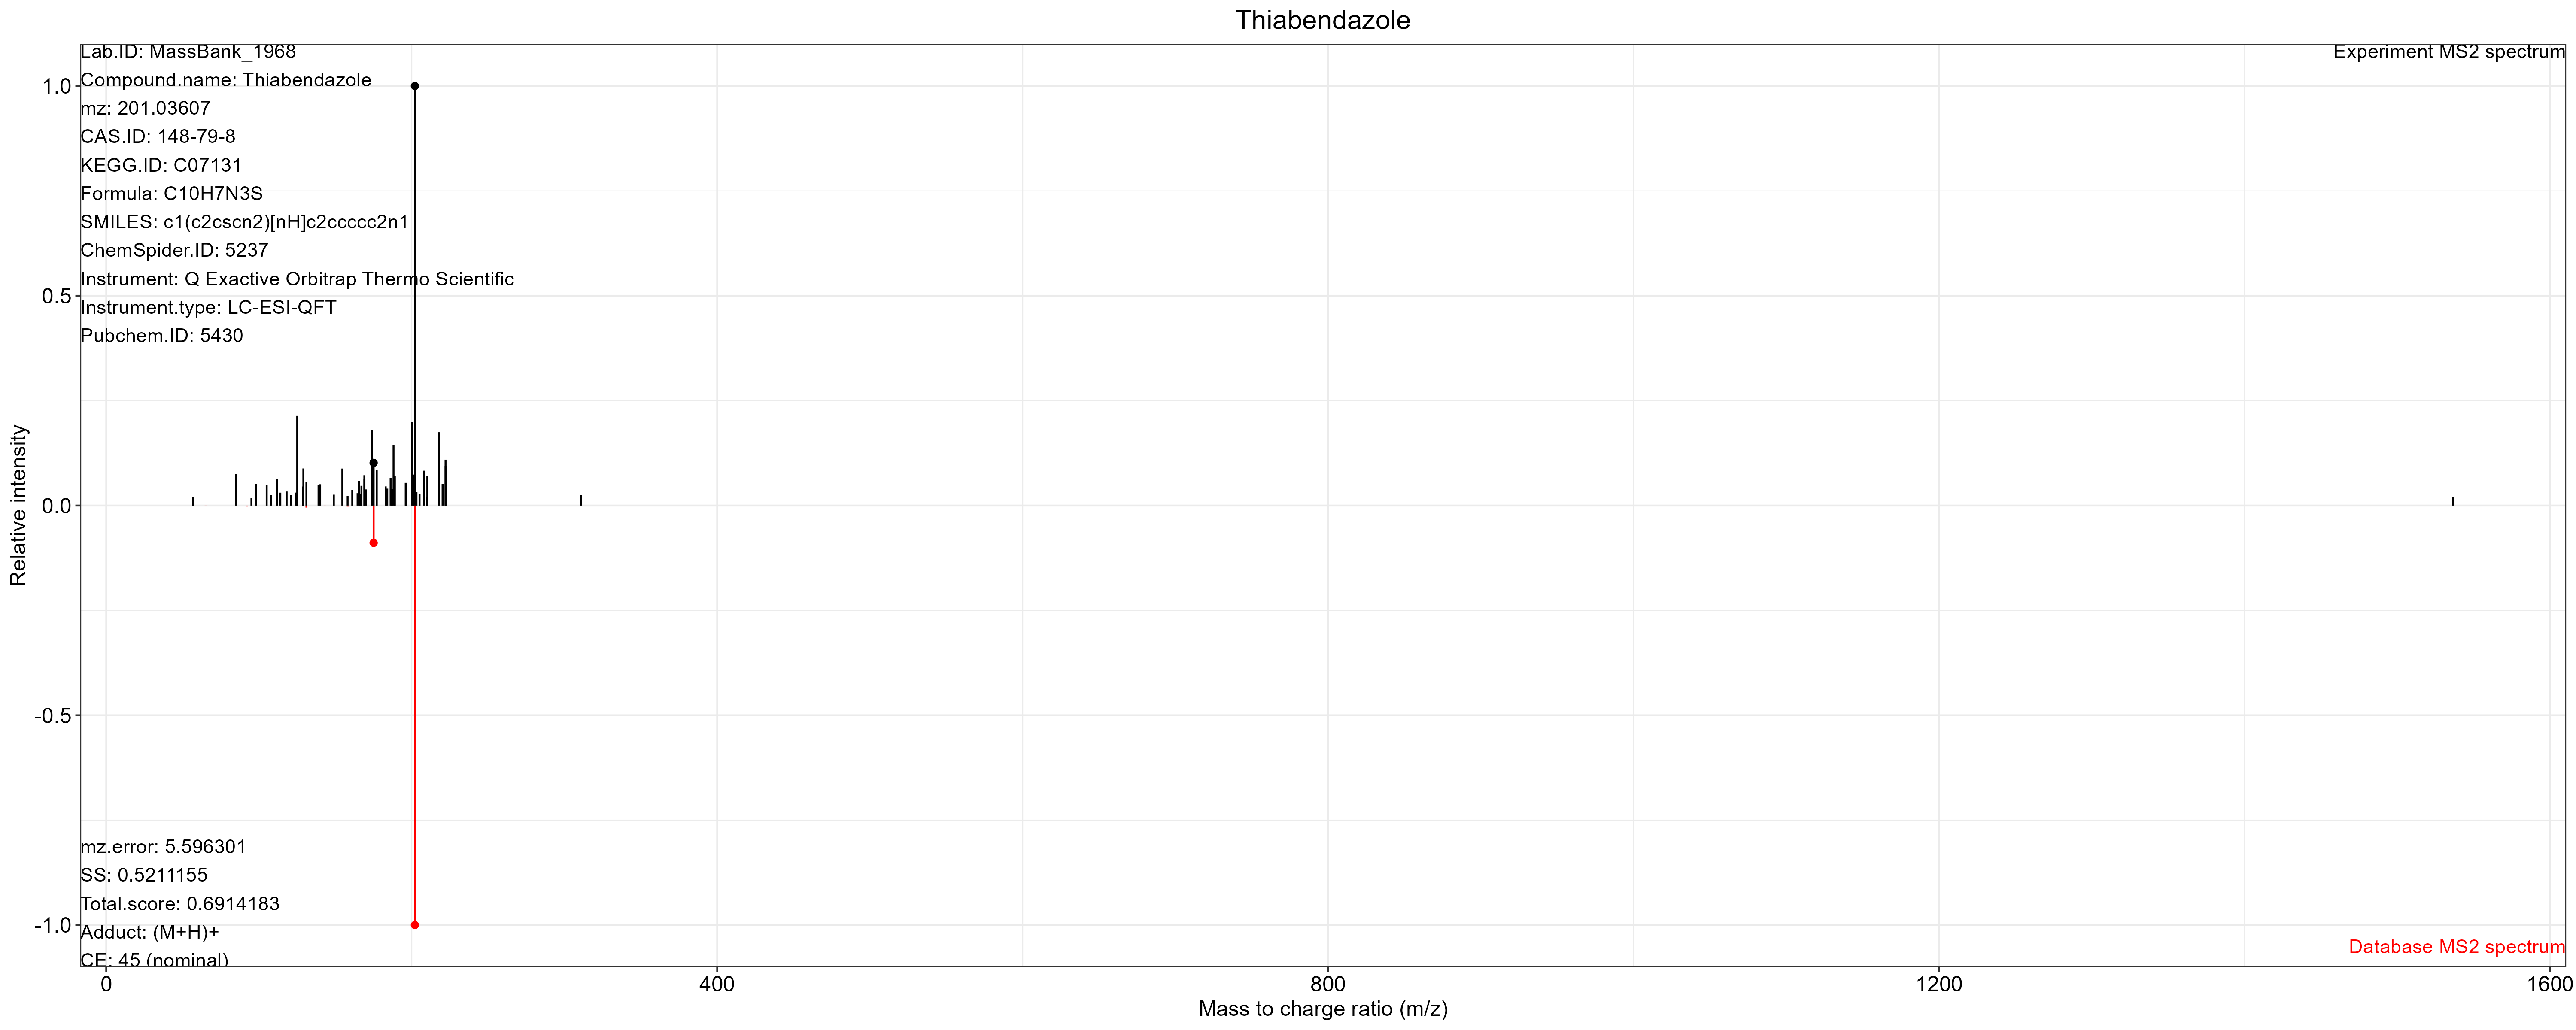 Thiabendazole
Lab.ID: MassBank_1968
Experiment MS2 spectrum
Compound.name: Thiabendazole
mz: 201.03607
CAS.ID: 148-79-8
KEGG.ID: C07131
Formula: C10H7N3S
SMILES: c1(c2cscn2)[nH]c2ccccc2n1
ChemSpider.ID: 5237
Instrument: Q Exactive Orbitrap Thermo Scientific
Instrument.type: LC-ESI-QFT
Pubchem.ID: 5430
1.0
0.5
0.0
-0.5
-1.0
Relative intensity
mz.error: 5.596301
SS: 0.5211155
Total.score: 0.6914183
Adduct: (M+H)+
CE: 45 (nominal)
Database MS2 spectrum
0 400 800 1200 1600
Mass to charge ratio (m/z)